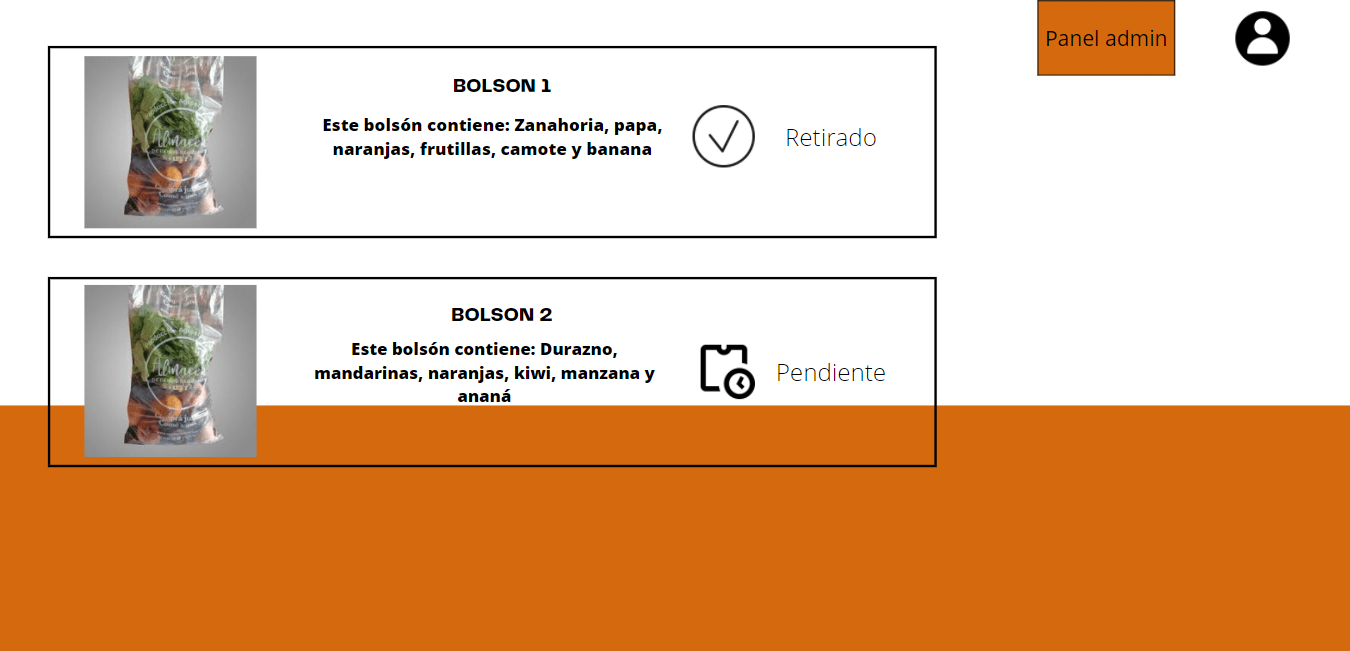 Panel admin
BOLSON 1
Este bolsón contiene: Zanahoria, papa,
naranjas, frutillas, camote y banana
Retirado
BOLSON 2
Este bolsón contiene: Durazno,
mandarinas, naranjas, kiwi, manzana y
ananá
Pendiente